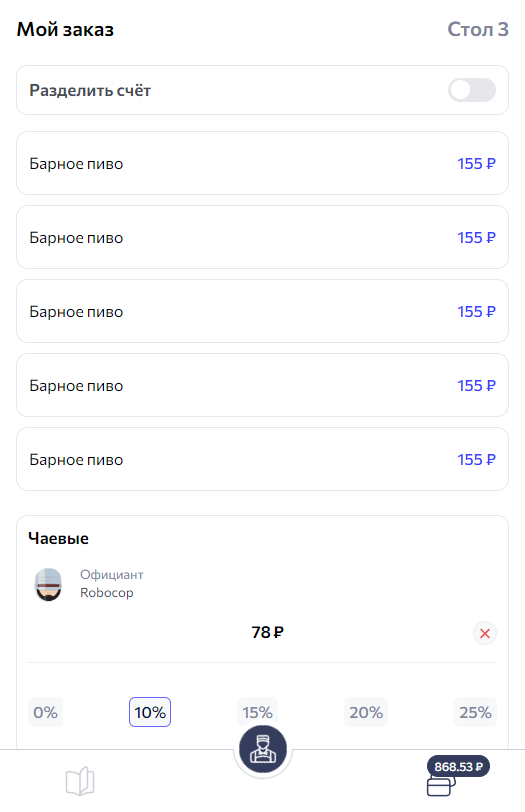 Мой заказ Стол 3
Разделить счёт
Барное пиво 155 ₽
Барное пиво 155 ₽
Барное пиво 155 ₽
Барное пиво 155 ₽
Барное пиво 155 ₽
Чаевые
Официант
Robocop
78 ₽
0% 10% 15% 20% 25%
868.53 ₽